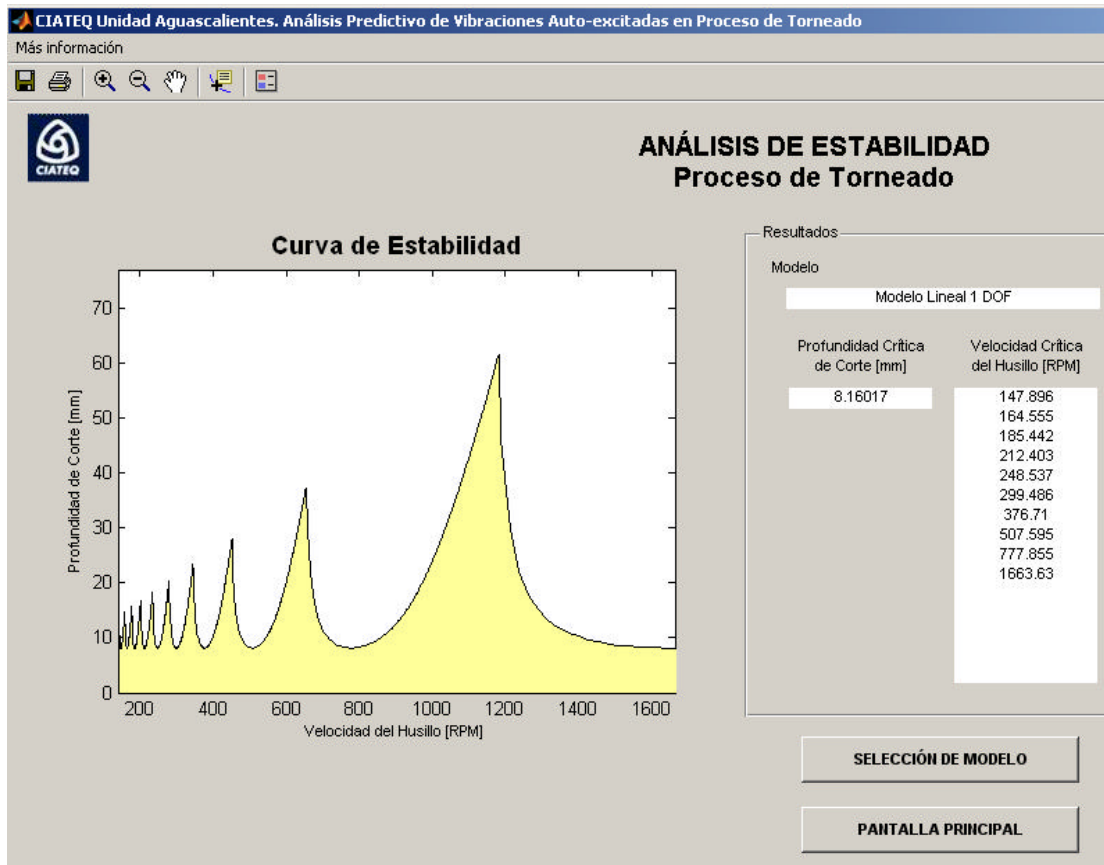 CIATEQ Unidad Aguascalientes. Análisis Predictivo de Vibraciones Auto-excitadas en Proceso de Torneado
Más información
CIATEQ
ANÁLISIS DE ESTABILIDAD
Proceso de Torneado
Curva de Estabilidad
70
60
50
40
30
20
10
0
Profundidad de Corte [mm]
200 400 600 800 1000 1200 1400 1600
Velocidad del Husillo [RPM]
Resultados
Modelo
Modelo Lineal 1 DOF
Profundidad Crítica
de Corte [mm]
8.16017
Velocidad Crítica
del Husillo [RPM]
147.896
164.555
185.442
212.403
248.537
299.486
376.71
507.595
777.855
1663.63
SELECCIÓN DE MODELO
PANTALLA PRINCIPAL